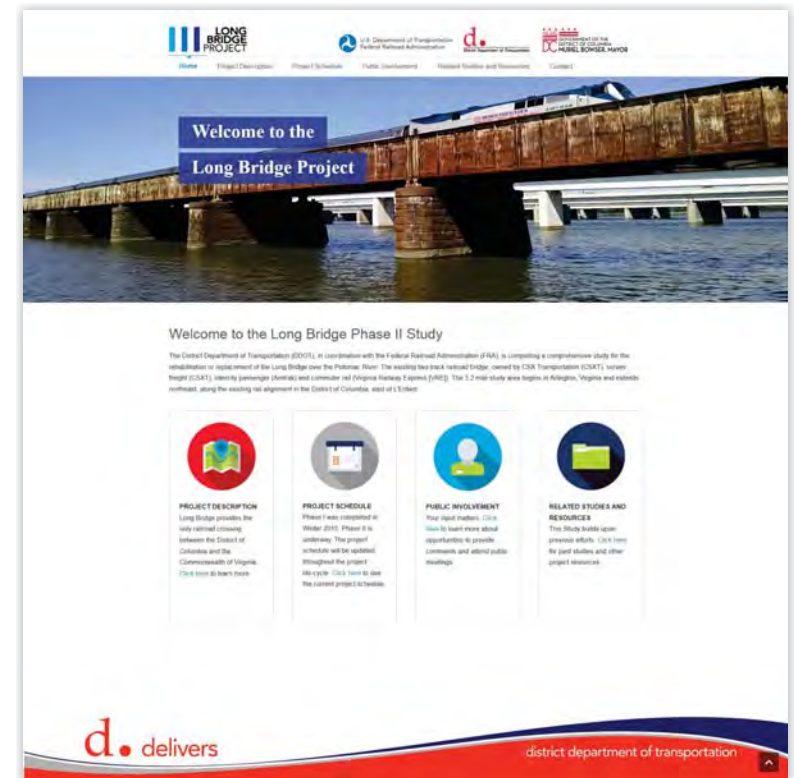 LONG
BRIDGE
PROJECT
U.S. Department of Transportation
Federal Railroad Administration
d.
District Department of Transportation
GOVERNMENT OF THE
DISTRICT OF COLUMBIA
DC MURIEL BOWSER, MAYOR
Home Project Description Project Schedule Public Involvement Related Studies and Resources Contact
Welcome to the
Long Bridge Project
Welcome to the Long Bridge Phase II Study
The District Department of Transportation (DDOT), in coordination with the Federal Railroad Administration (FRA), is completing a comprehensive study for the
rehabilitation or replacement of the Long Bridge over the Potomac River. The existing two track railroad bridge, owned by CSX Transportation (CSXT), serves
freight (CSXT), intercity passenger (Amtrak) and commuter rail (Virginia Railway Express [VRE]). The 3.2 mile study area begins in Arlington, Virginia and extends
northeast, along the existing rail alignment in the District of Columbia, east of L'Enfant.
PROJECT DESCRIPTION
Long Bridge provides the
only railroad crossing
between the District of
Columbia and the
Commonwealth of Virginia.
Click here to learn more.
PROJECT SCHEDULE
Phase I was completed in
Winter 2015. Phase II is
underway. The project
schedule will be updated
throughout the project
life-cycle. Click here to see
the current project schedule.
PUBLIC INVOLVEMENT
Your input matters. Click
here to learn more about
opportunities to provide
comments and attend public
meetings.
RELATED STUDIES AND
RESOURCES
This Study builds upon
previous efforts. Click here
for past studies and other
project resources.
d. delivers
district department of transportation